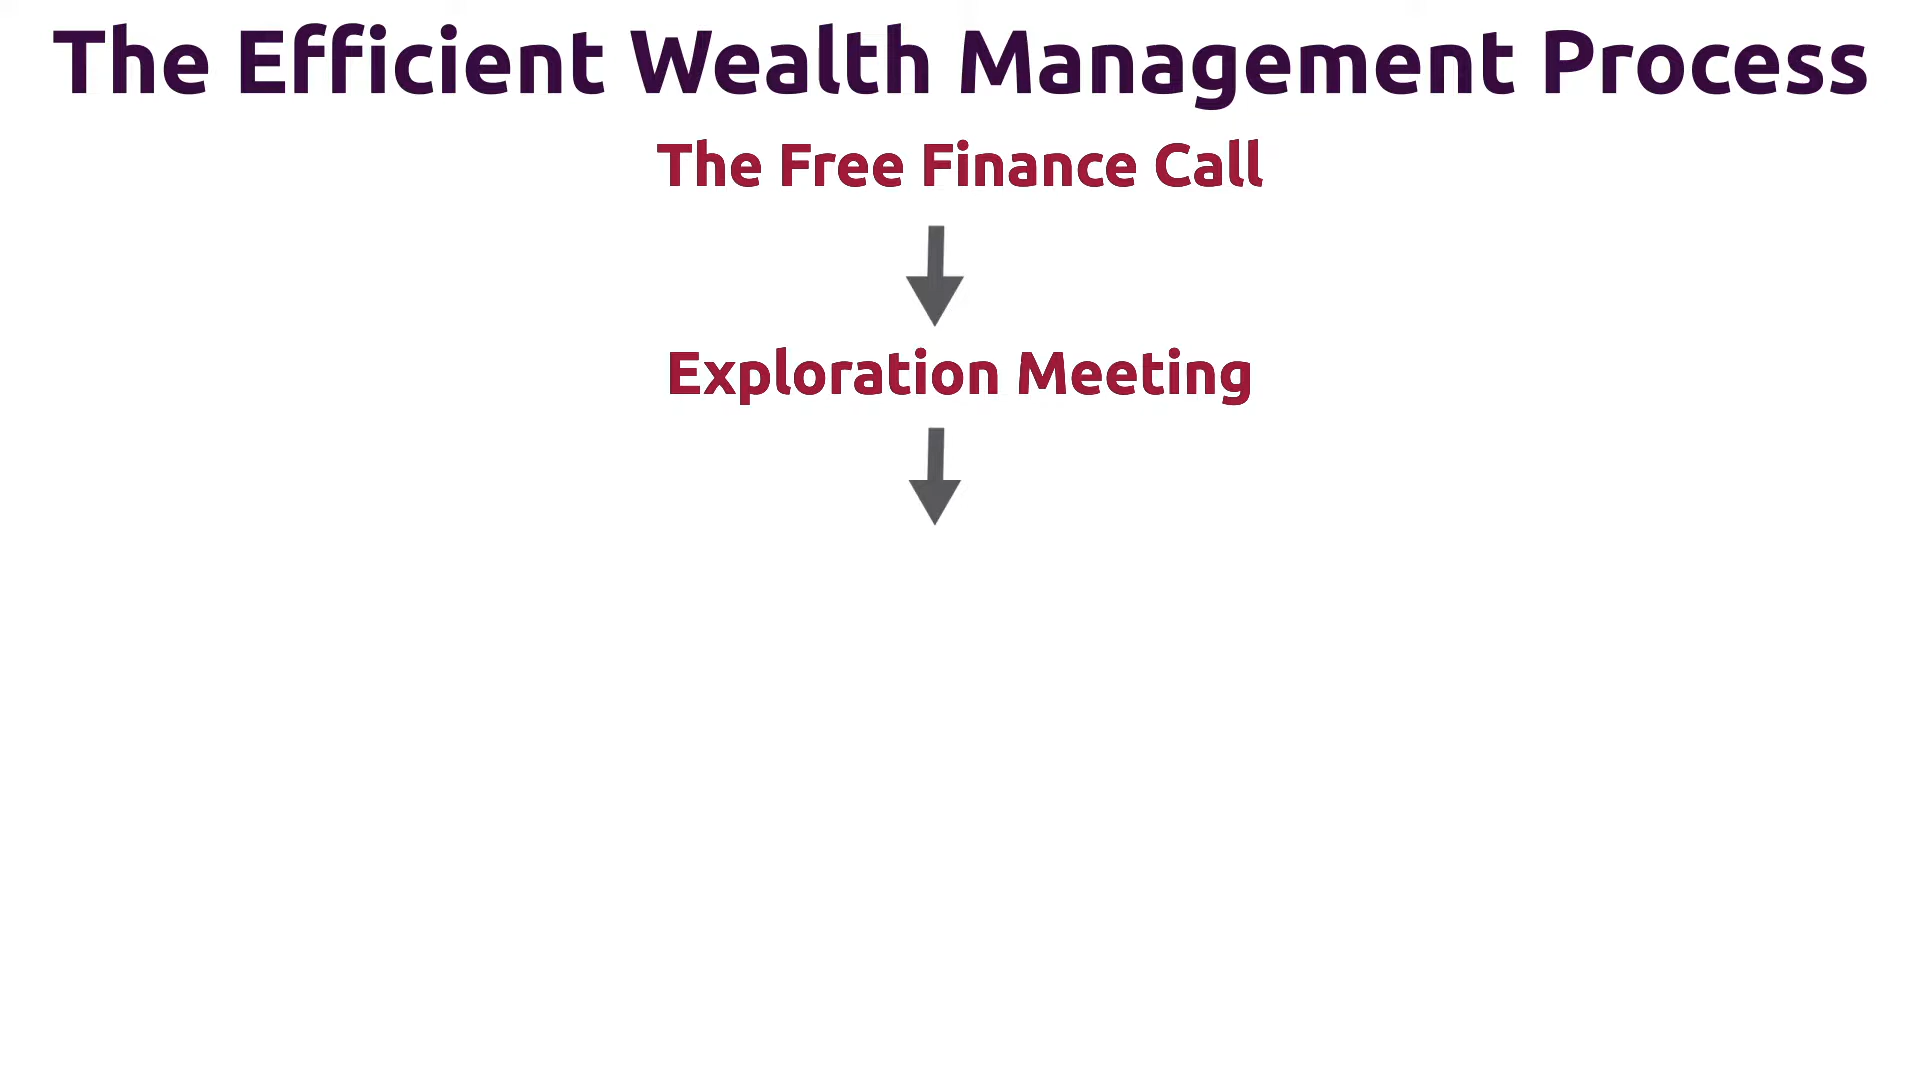 The Efficient Wealth Management Process
The Free Finance Call
Exploration Meeting